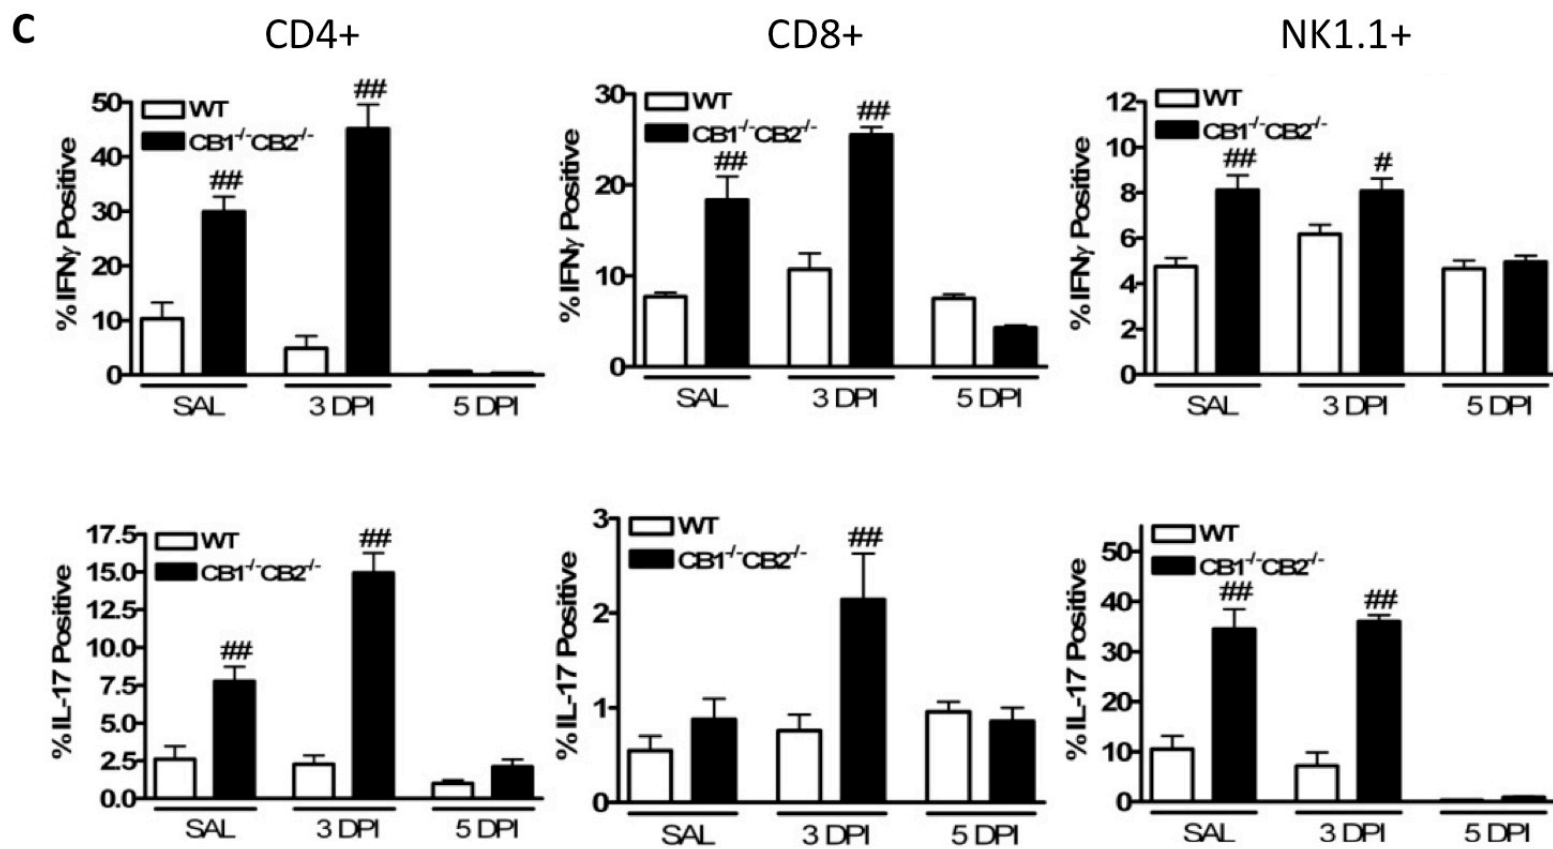 C
CD4+ CD8+ NK1.1+
50
40
30
20
10
0
% IFNγ Positive
WT
CB1-/-CB2-/-
##
##
SAL 3 DPI 5 DPI
30
20
10
0
% IFNγ Positive
WT
CB1-/-CB2-/-
##
##
SAL 3 DPI 5 DPI
12
10
8
6
4
2
0
% IFNγ Positive
WT
CB1-/-CB2-/-
##
#
SAL 3 DPI 5 DPI
17.5
15.0
12.5
10.0
7.5
5.0
2.5
0.0
% IL-17 Positive
WT
CB1-/-CB2-/-
##
##
SAL 3 DPI 5 DPI
3
2
1
0
% IL-17 Positive
WT
CB1-/-CB2-/-
##
SAL 3 DPI 5 DPI
50
40
30
20
10
0
% IL-17 Positive
WT
CB1-/-CB2-/-
##
##
SAL 3 DPI 5 DPI